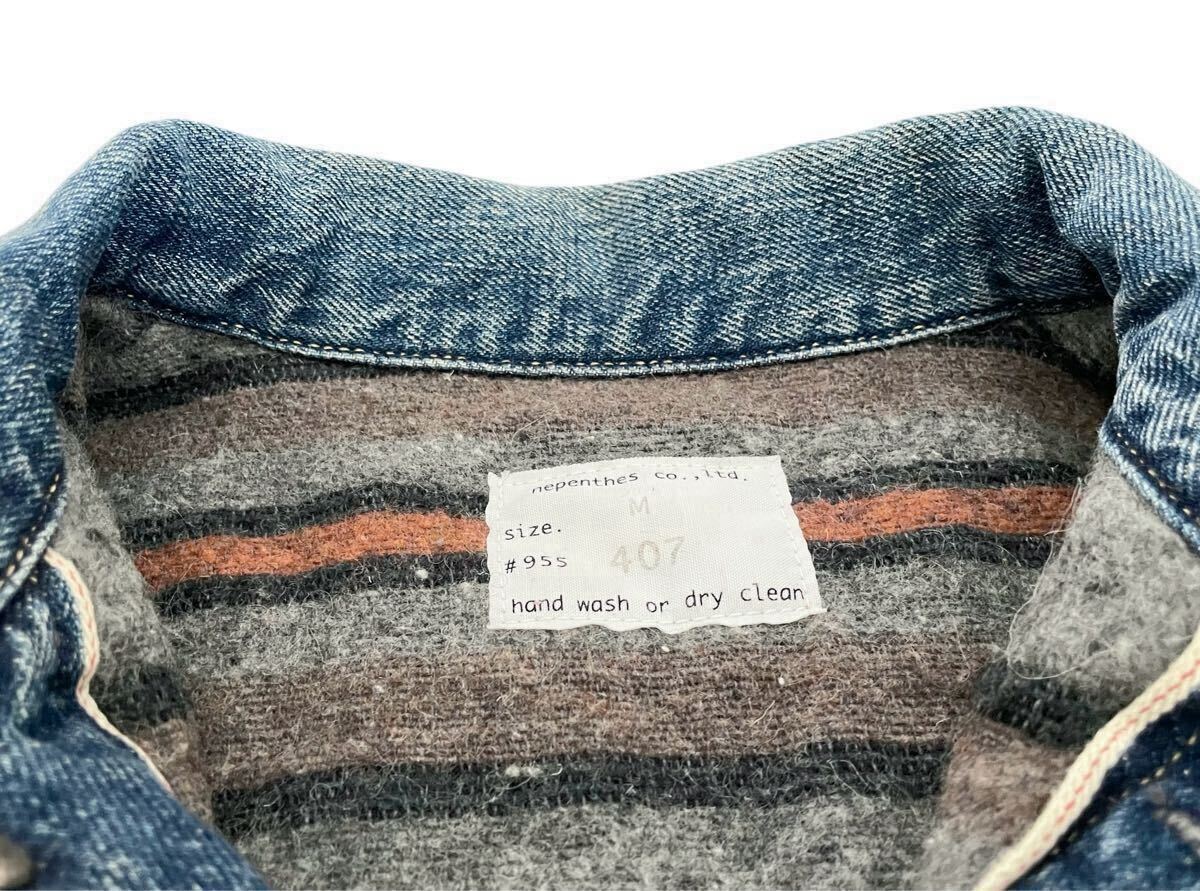 nepenthes co.,ltd.
M
size.
#95s 407
hand wash or dry clean